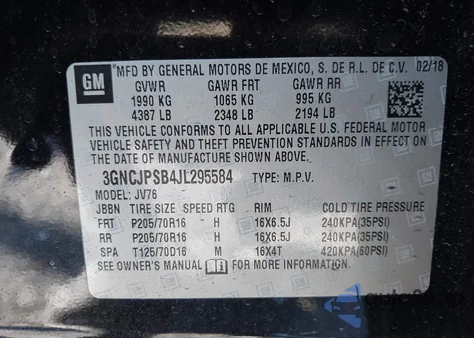 GM
MFD BY GENERAL MOTORS DE MEXICO, S. DE R.L. DE C.V. 02/18
GVWR GAWR FRT GAWR RR
1990 KG 1065 KG 995 KG
4387 LB 2348 LB 2194 LB
THIS VEHICLE CONFORMS TO ALL APPLICABLE U.S. FEDERAL MOTOR
VEHICLE SAFETY AND THEFT PREVENTION STANDARDS IN EFFECT
ON THE DATE OF MANUFACTURE SHOWN ABOVE.
3GNCJPSB4JL295584 TYPE: M.P.V.
MODEL: JV76
JBBN TIRE SIZE SPEED RTG RIM COLD TIRE PRESSURE
FRT P205/70R16 H 16X6.5J 240KPA(35PSI)
RR P205/70R16 H 16X6.5J 240KPA(35PSI)
SPA T125/70D18 M 16X4T 420KPA(60PSI)
SEE OWNER'S MANUAL FOR MORE INFORMATION